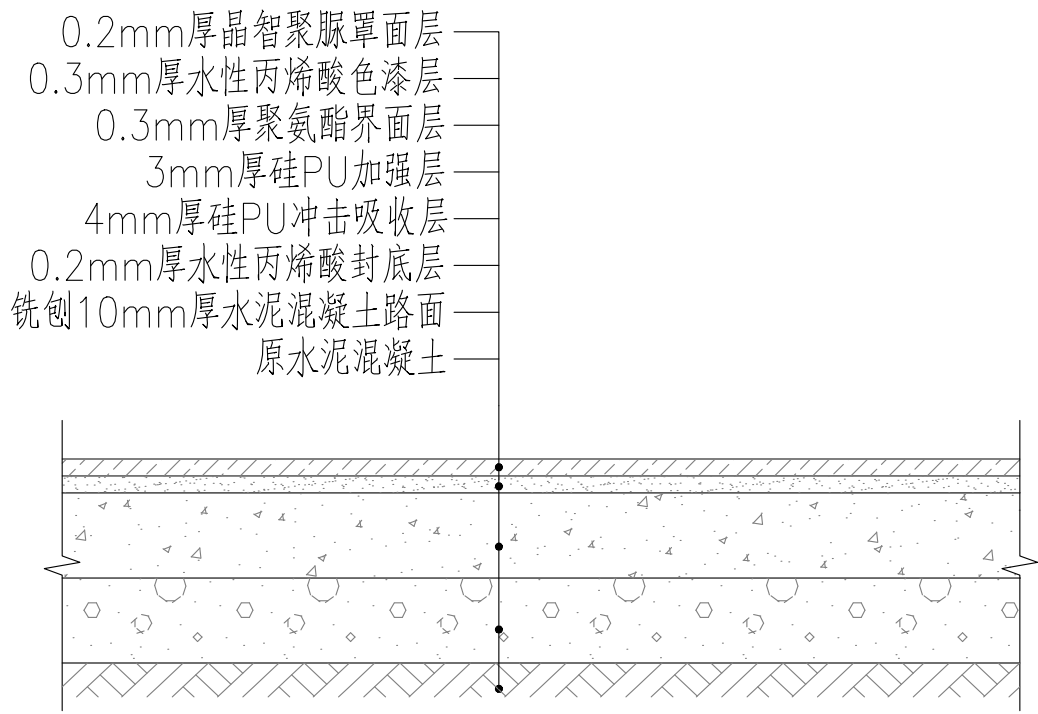 0.2mm厚晶智聚脲罩面层
0.3mm厚水性丙烯酸色漆层
0.3mm厚聚氨酯界面层
3mm厚硅PU加强层
4mm厚硅PU冲击吸收层
0.2mm厚水性丙烯酸封底层
铣刨10mm厚水泥混凝土路面
原水泥混凝土